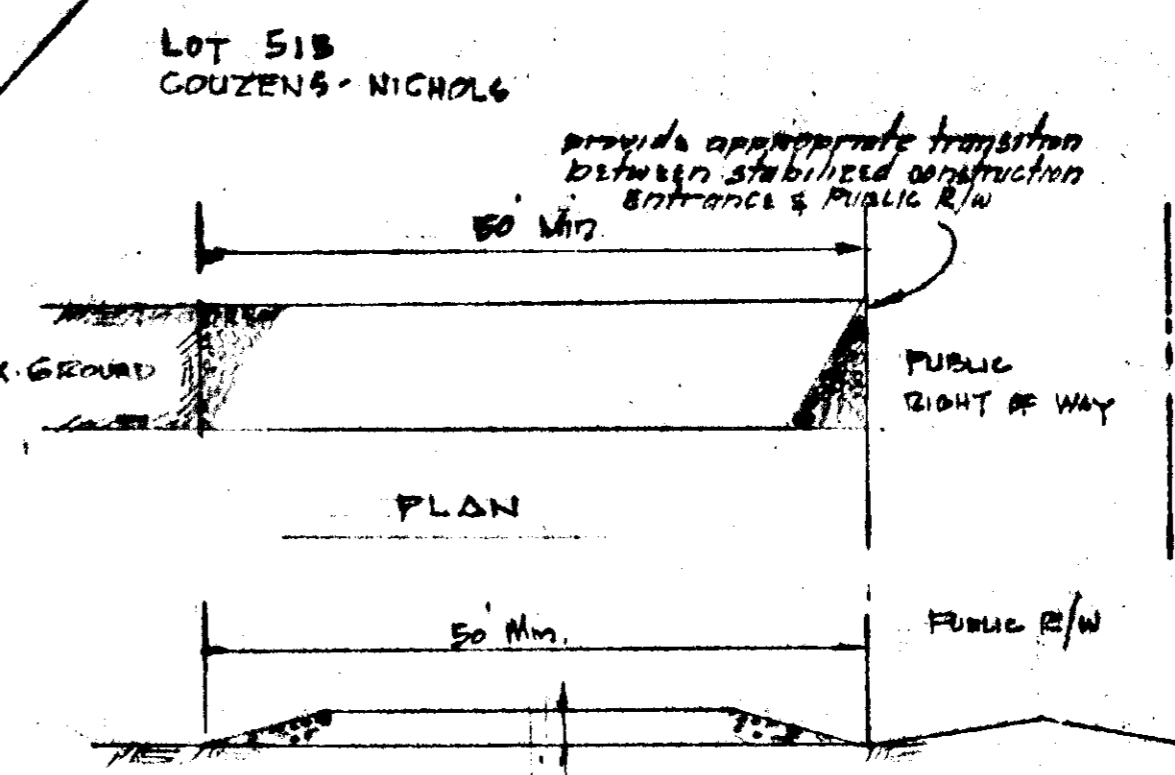 LOT 51B
COUZENS - NICHOLS
provide appropriate transition
between stabilized construction
Entrance & PUBLIC R/W
50' Min.
X. GROUND
PUBLIC
RIGHT OF WAY
PLAN
50' Min.
PUBLIC R/W